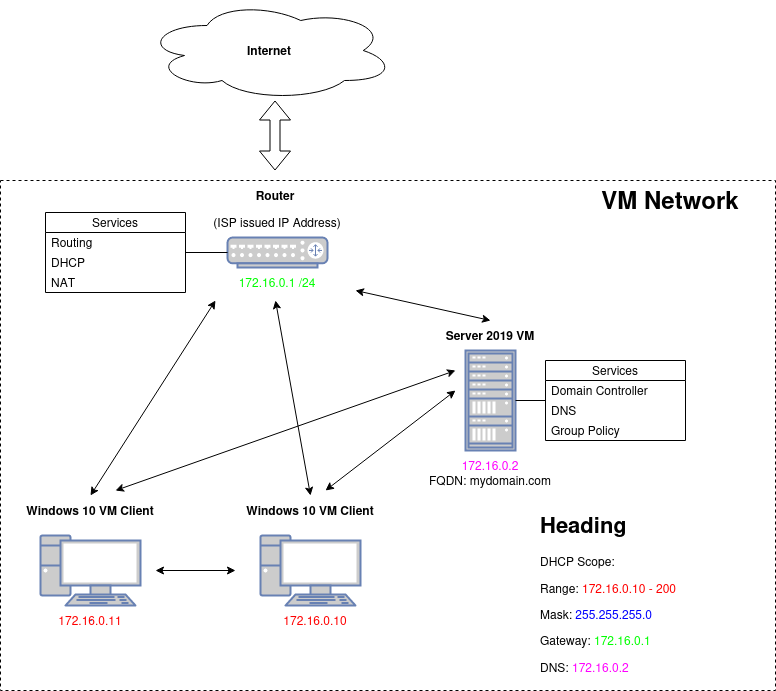 Internet
VM Network
Router
(ISP issued IP Address)
Services
Routing
DHCP
NAT
172.16.0.1 /24
Server 2019 VM
Services
Domain Controller
DNS
Group Policy
172.16.0.2
FQDN: mydomain.com
Windows 10 VM Client
Windows 10 VM Client
172.16.0.11
172.16.0.10
Heading
DHCP Scope:
Range: 172.16.0.10 - 200
Mask: 255.255.255.0
Gateway: 172.16.0.1
DNS: 172.16.0.2